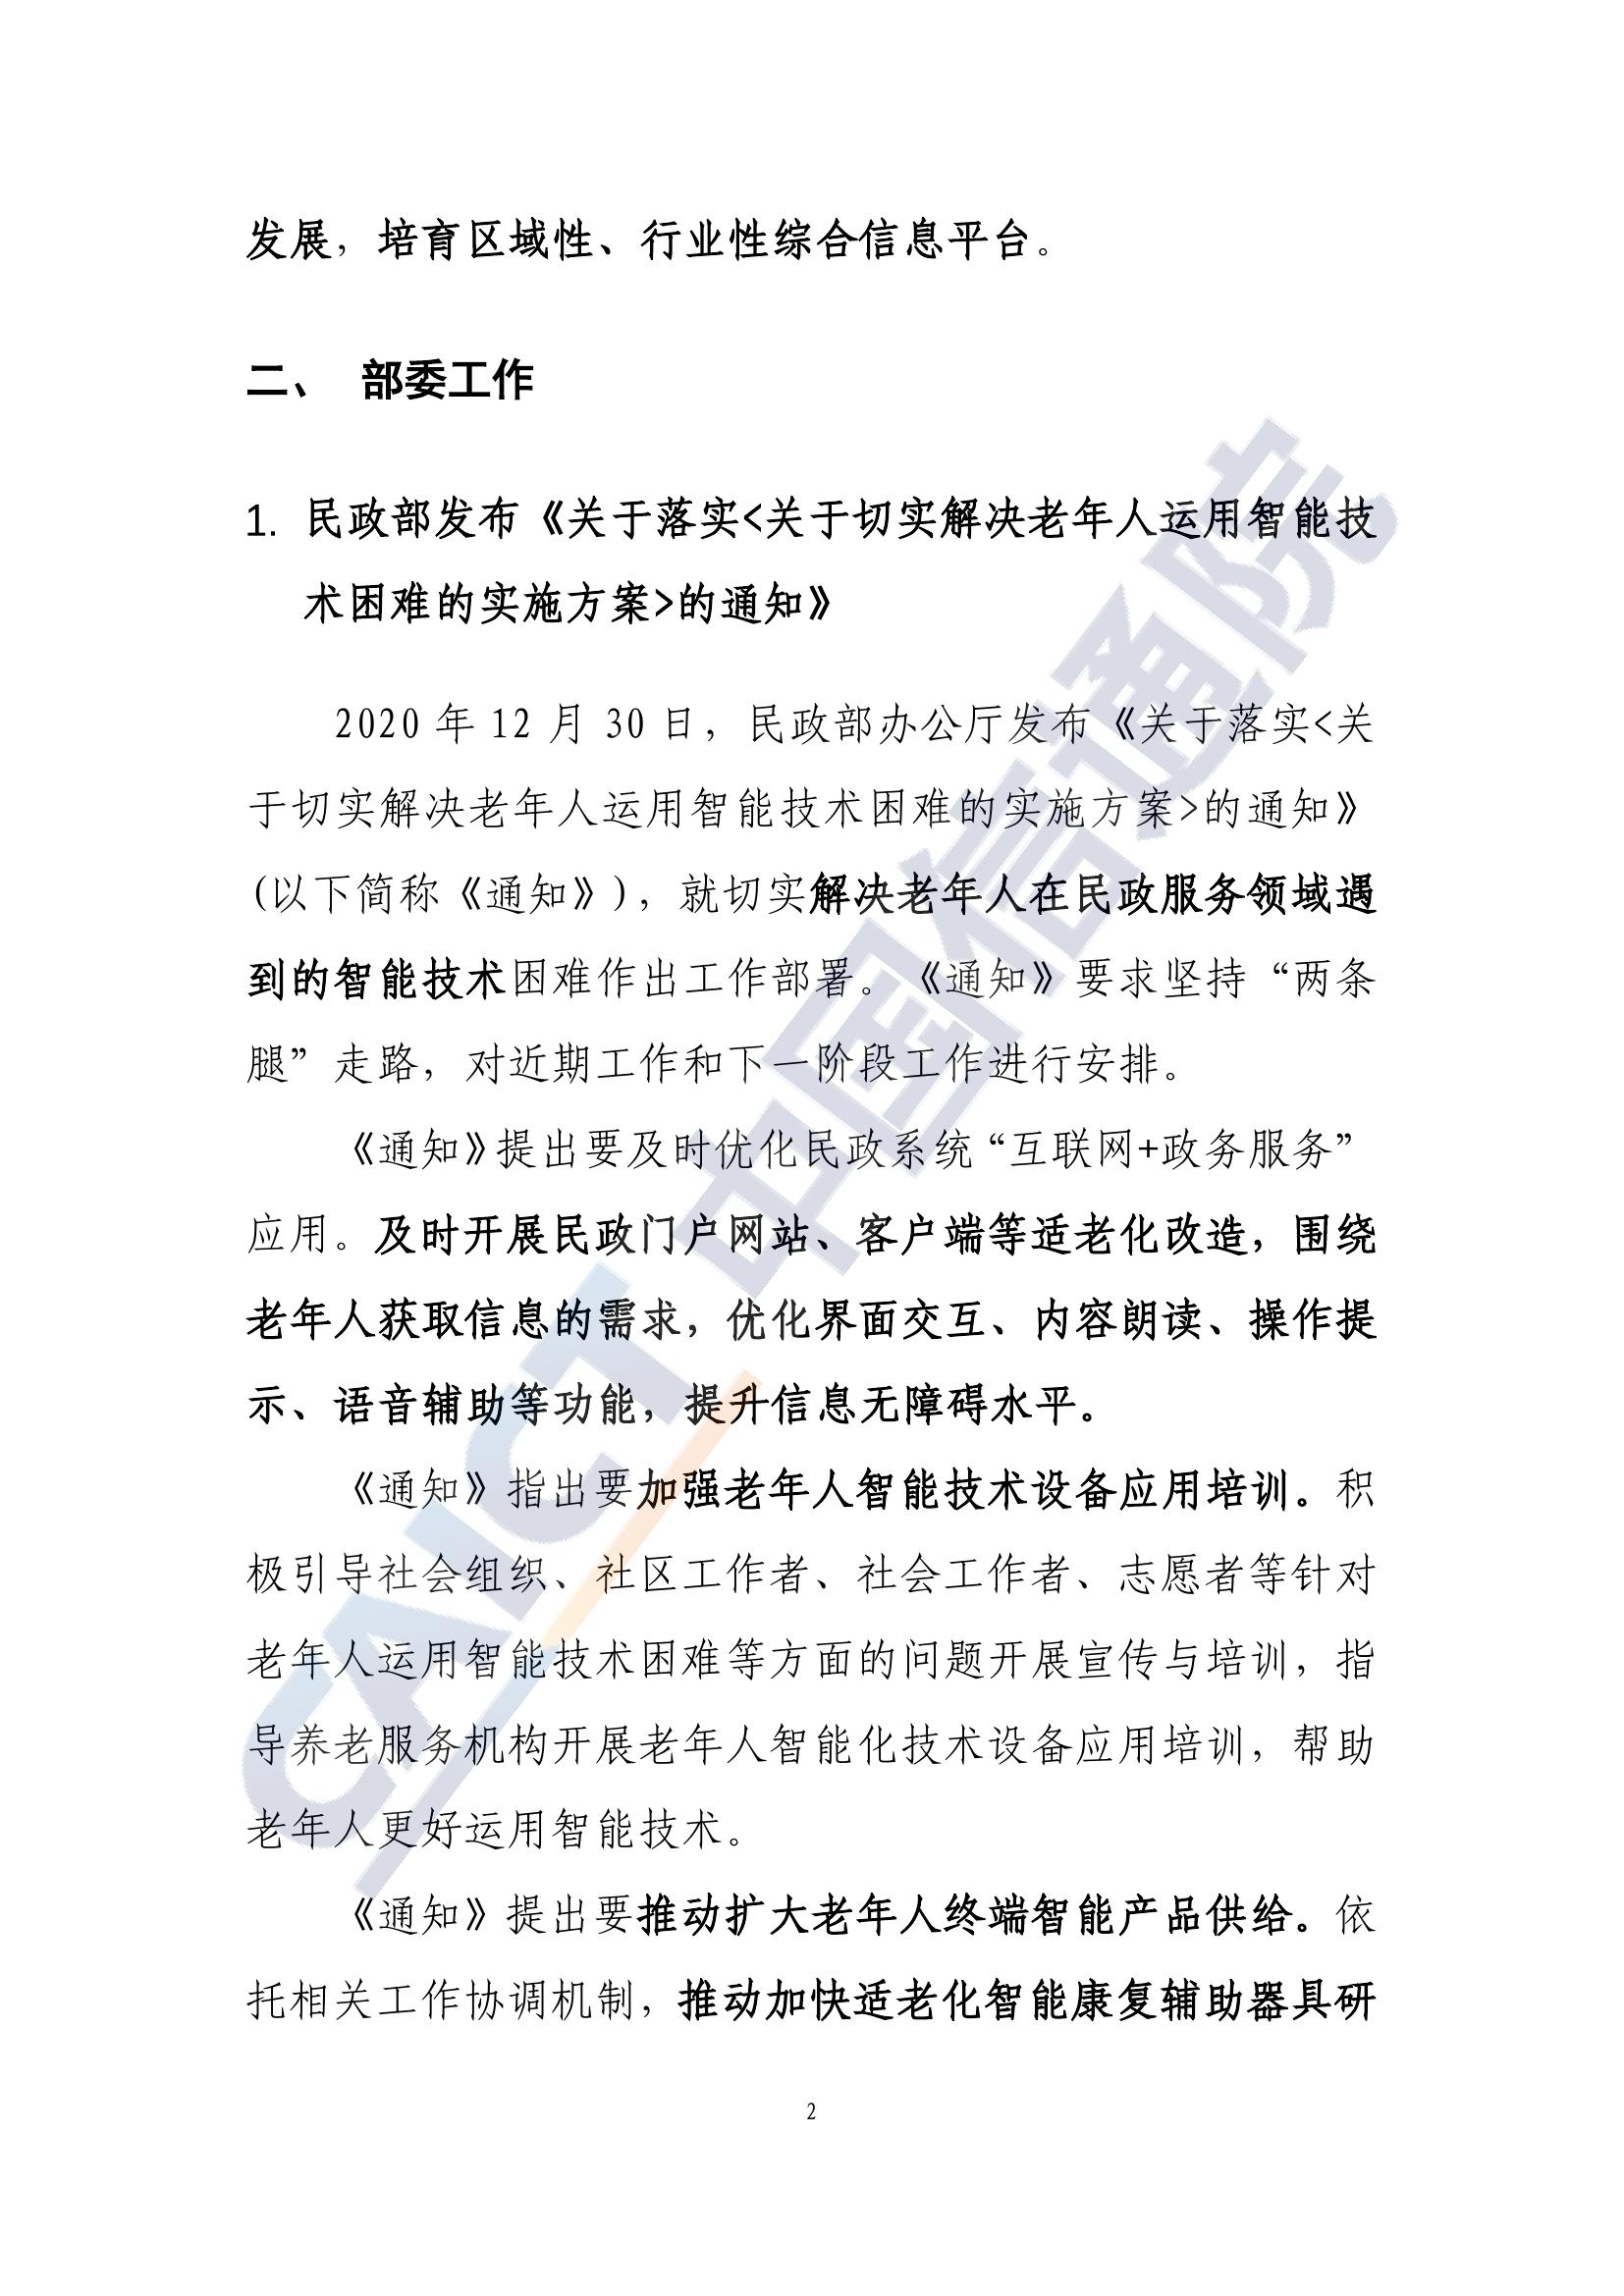 发展，培育区域性、行业性综合信息平台。
二、 部委工作
1. 民政部发布《关于落实<关于切实解决老年人运用智能技
术困难的实施方案>的通知》
2020 年 12 月 30 日，民政部办公厅发布《关于落实<关
于切实解决老年人运用智能技术困难的实施方案>的通知》
(以下简称《通知》)，就切实解决老年人在民政服务领域遇
到的智能技术困难作出工作部署。《通知》要求坚持“两条
腿”走路，对近期工作和下一阶段工作进行安排。
《通知》提出要及时优化民政系统“互联网+政务服务”
应用。及时开展民政门户网站、客户端等适老化改造，围绕
老年人获取信息的需求，优化界面交互、内容朗读、操作提
示、语音辅助等功能，提升信息无障碍水平。
《通知》指出要加强老年人智能技术设备应用培训。积
极引导社会组织、社区工作者、社会工作者、志愿者等针对
老年人运用智能技术困难等方面的问题开展宣传与培训，指
导养老服务机构开展老年人智能化技术设备应用培训，帮助
老年人更好运用智能技术。
《通知》提出要推动扩大老年人终端智能产品供给。依
托相关工作协调机制，推动加快适老化智能康复辅助器具研
2
CAICT 中国信通院